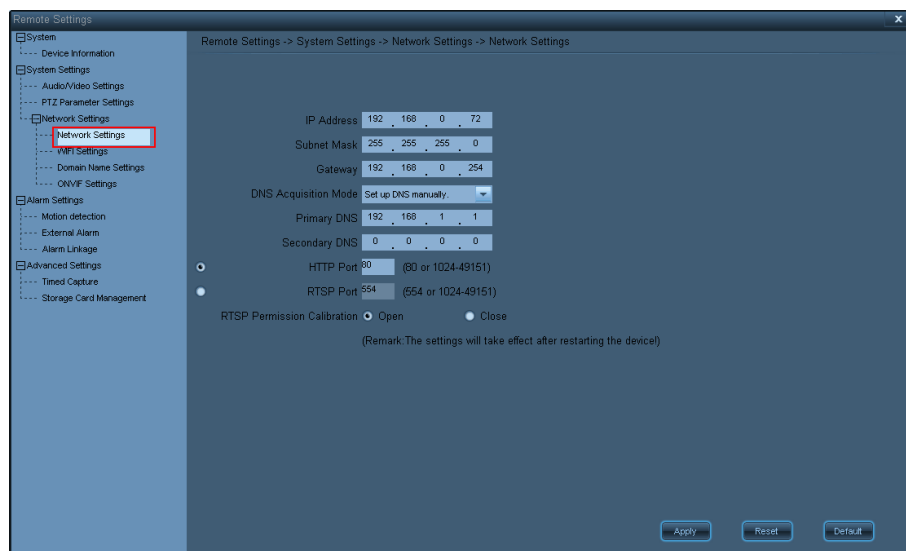 Remote Settings
X
System
Device Information
System Settings
Audio/Video Settings
PTZ Parameter Settings
Network Settings
Network Settings
WIFI Settings
Domain Name Settings
ONVIF Settings
Alarm Settings
Motion detection
External Alarm
Alarm Linkage
Advanced Settings
Timed Capture
Storage Card Management
Remote Settings -> System Settings -> Network Settings -> Network Settings
IP Address 192 . 168 . 0 . 72
Subnet Mask 255 . 255 . 255 . 0
Gateway 192 . 168 . 0 . 254
DNS Acquisition Mode Set up DNS manually.
Primary DNS 192 . 168 . 1 . 1
Secondary DNS 0 . 0 . 0 . 0
HTTP Port 80 (80 or 1024-49151)
RTSP Port 554 (554 or 1024-49151)
RTSP Permission Calibration Open Close
(Remark:The settings will take effect after restarting the device!)
Apply Reset Default